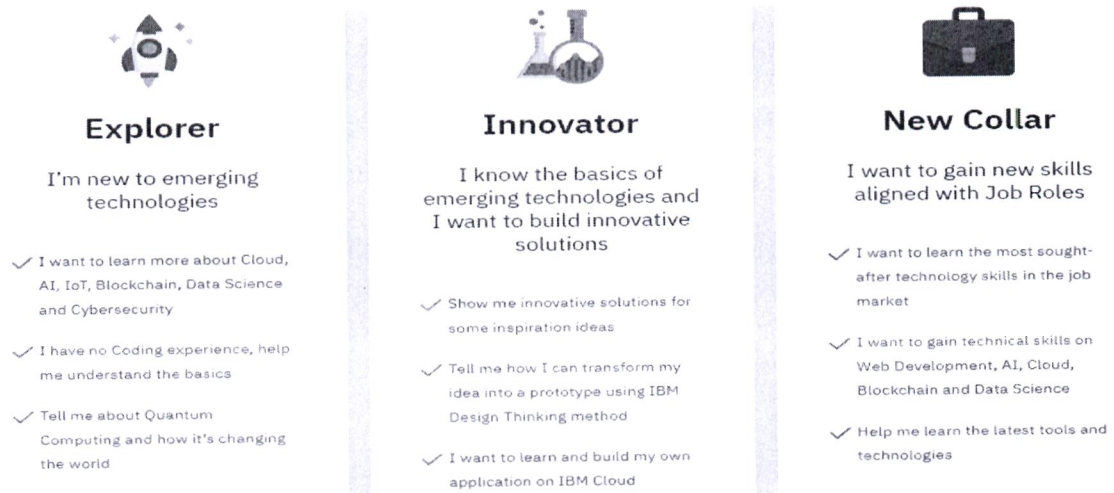 Explorer
I'm new to emerging
technologies
I want to learn more about Cloud,
AI, IoT, Blockchain, Data Science
and Cybersecurity
I have no Coding experience, help
me understand the basics
Tell me about Quantum
Computing and how it's changing
the world
Innovator
I know the basics of
emerging technologies and
I want to build innovative
solutions
Show me innovative solutions for
some inspiration ideas
Tell me how I can transform my
idea into a prototype using IBM
Design Thinking method
I want to learn and build my own
application on IBM Cloud
New Collar
I want to gain new skills
aligned with Job Roles
I want to learn the most sought-
after technology skills in the job
market
I want to gain technical skills on
Web Development, AI, Cloud,
Blockchain and Data Science
Help me learn the latest tools and
technologies